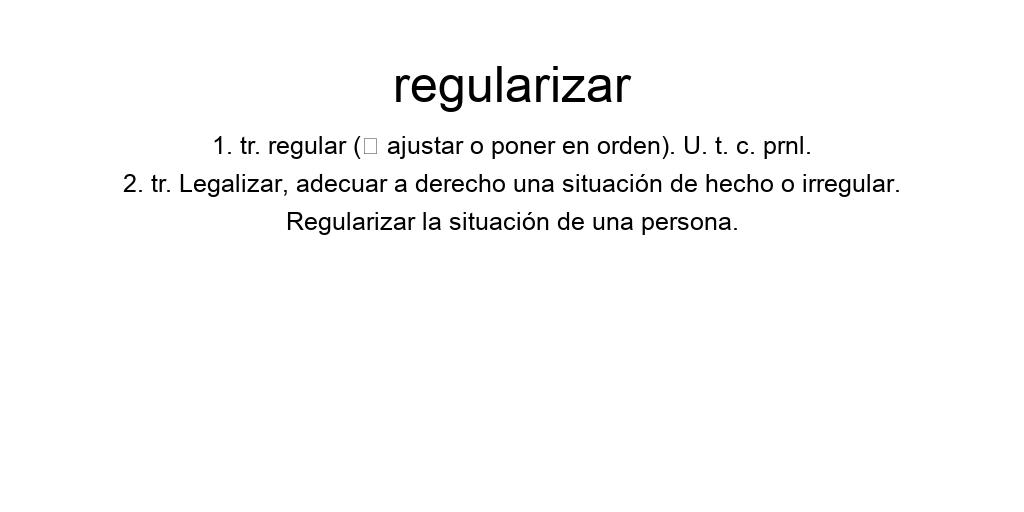 regularizar
1. tr. regular (□ ajustar o poner en orden). U. t. c. prnl.
2. tr. Legalizar, adecuar a derecho una situación de hecho o irregular.
Regularizar la situación de una persona.